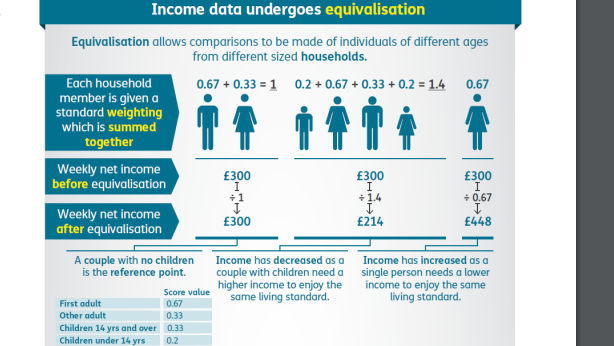 Income data undergoes equivalisation
Equivalisation allows comparisons to be made of individuals of different ages
from different sized households.
Each household
member is given a
standard weighting
which is summed
together
0.67 + 0.33 = 1
0.2 + 0.67 + 0.33 + 0.2 = 1.4
0.67
Weekly net income
before equivalisation
£300
£300
£300
÷ 1
÷ 1.4
÷ 0.67
Weekly net income
after equivalisation
£300
£214
£448
A couple with no children
is the reference point.
Income has decreased as a
couple with children need a
higher income to enjoy the
same living standard.
Income has increased as a
single person needs a lower
income to enjoy the same
living standard.
Score value
First adult 0.67
Other adult 0.33
Children 14 yrs and over 0.33
Children under 14 yrs 0.2